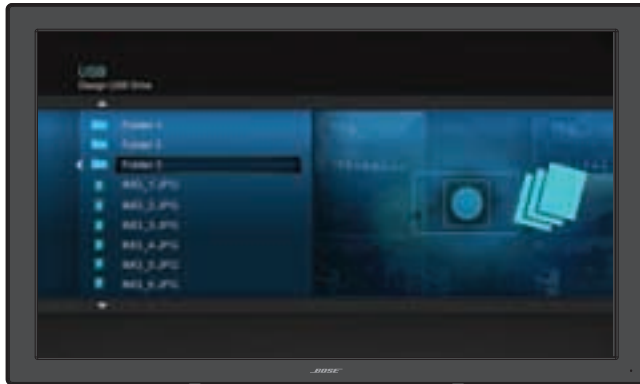 USB
Design USB Drive
Folder 1
Folder 2
Folder 3
IMG_1.JPG
IMG_2.JPG
IMG_3.JPG
IMG_4.JPG
IMG_5.JPG
IMG_6.JPG
BOSE